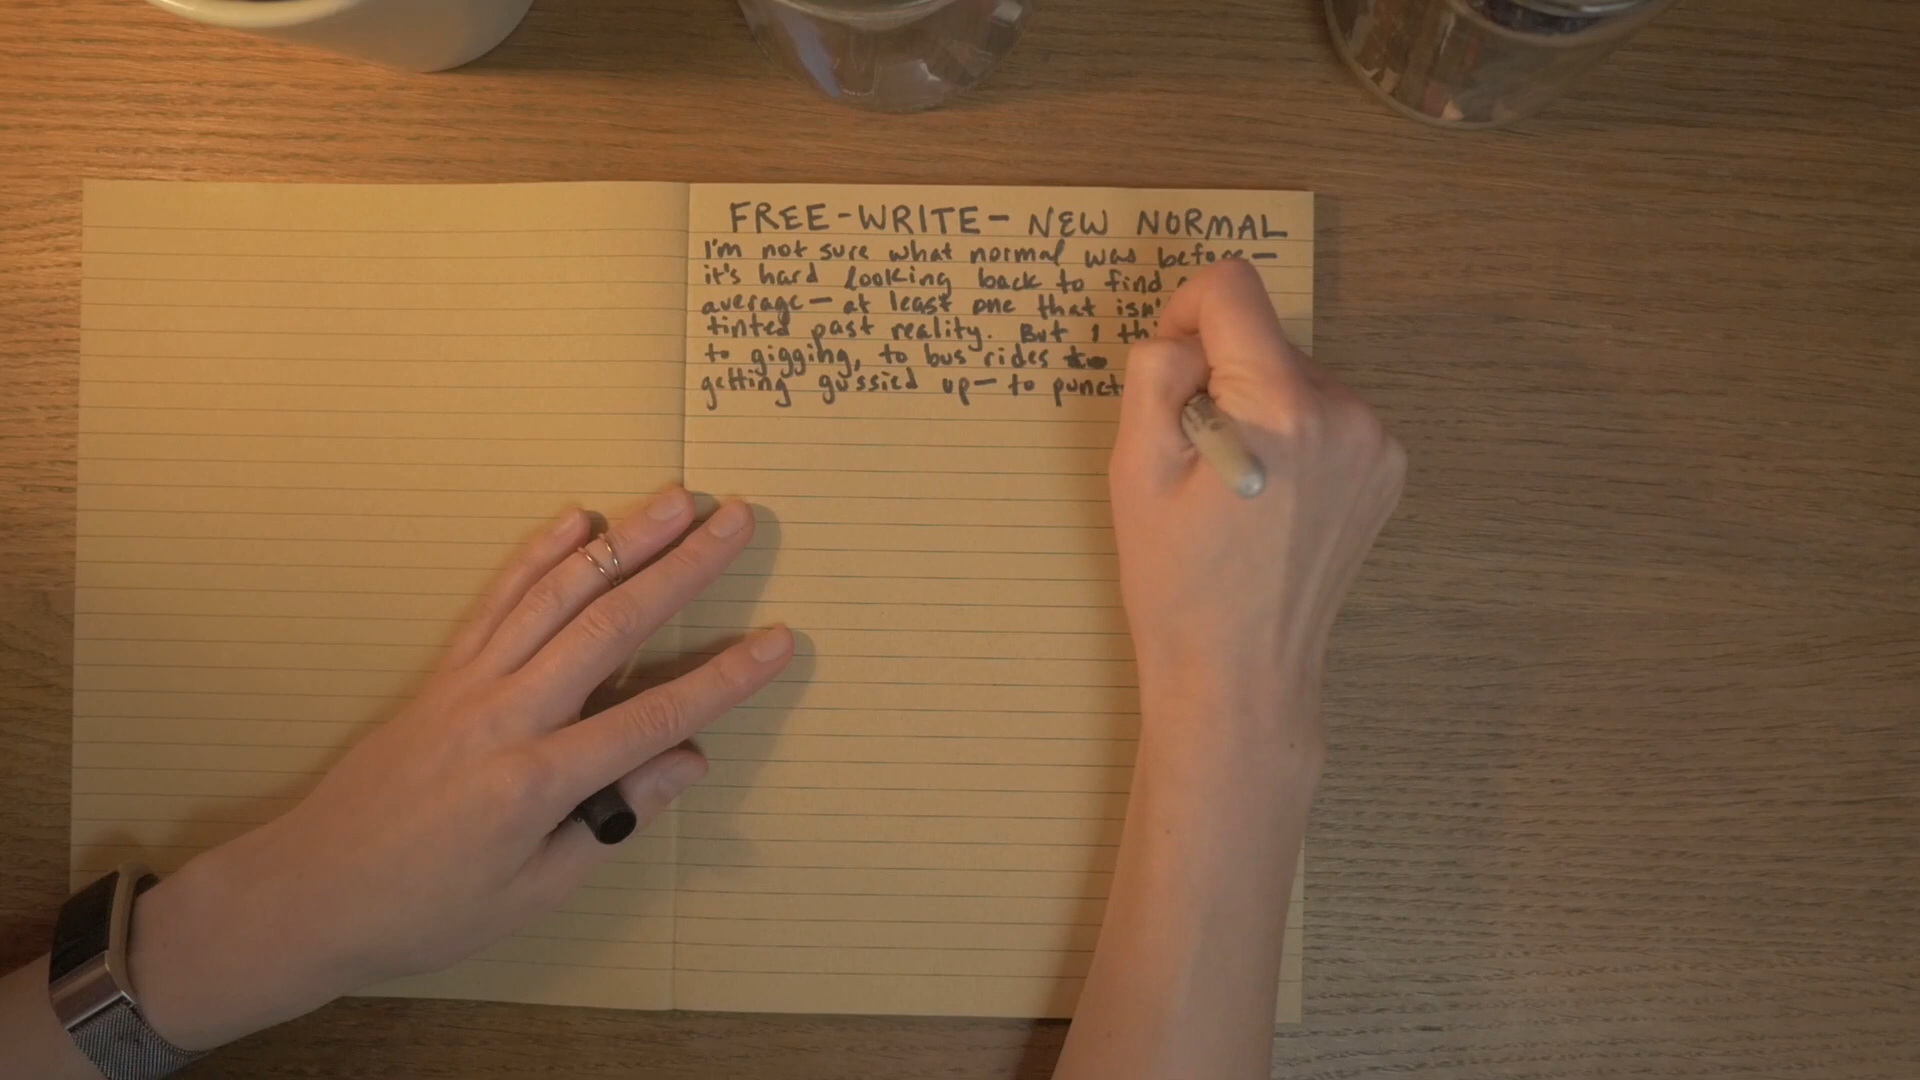 FREE-WRITE- NEW NORMAL
I'm not sure what normal was before—
it's hard looking back to find
average— at least one that
tinted past reality. But I
to gigging, to bus rides to
getting gussied up— to